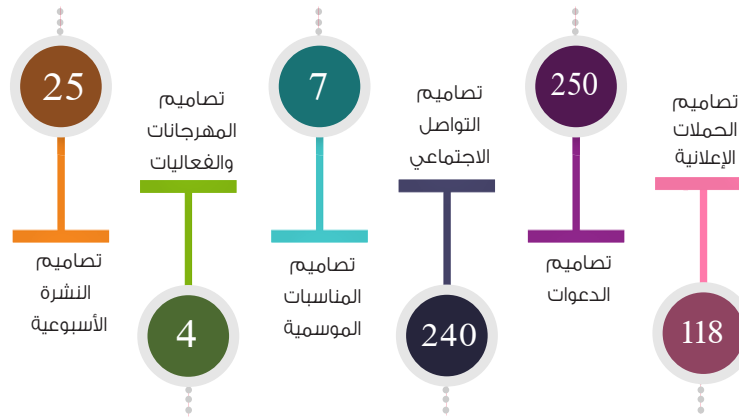 118
تصاميم
الحملات
الإعلانية
250
تصاميم
الدعوات
240
تصاميم
التواصل
الاجتماعي
7
تصاميم
المناسبات
الموسمية
4
تصاميم
المهرجانات
والفعاليات
25
تصاميم
النشرة
الأسبوعية